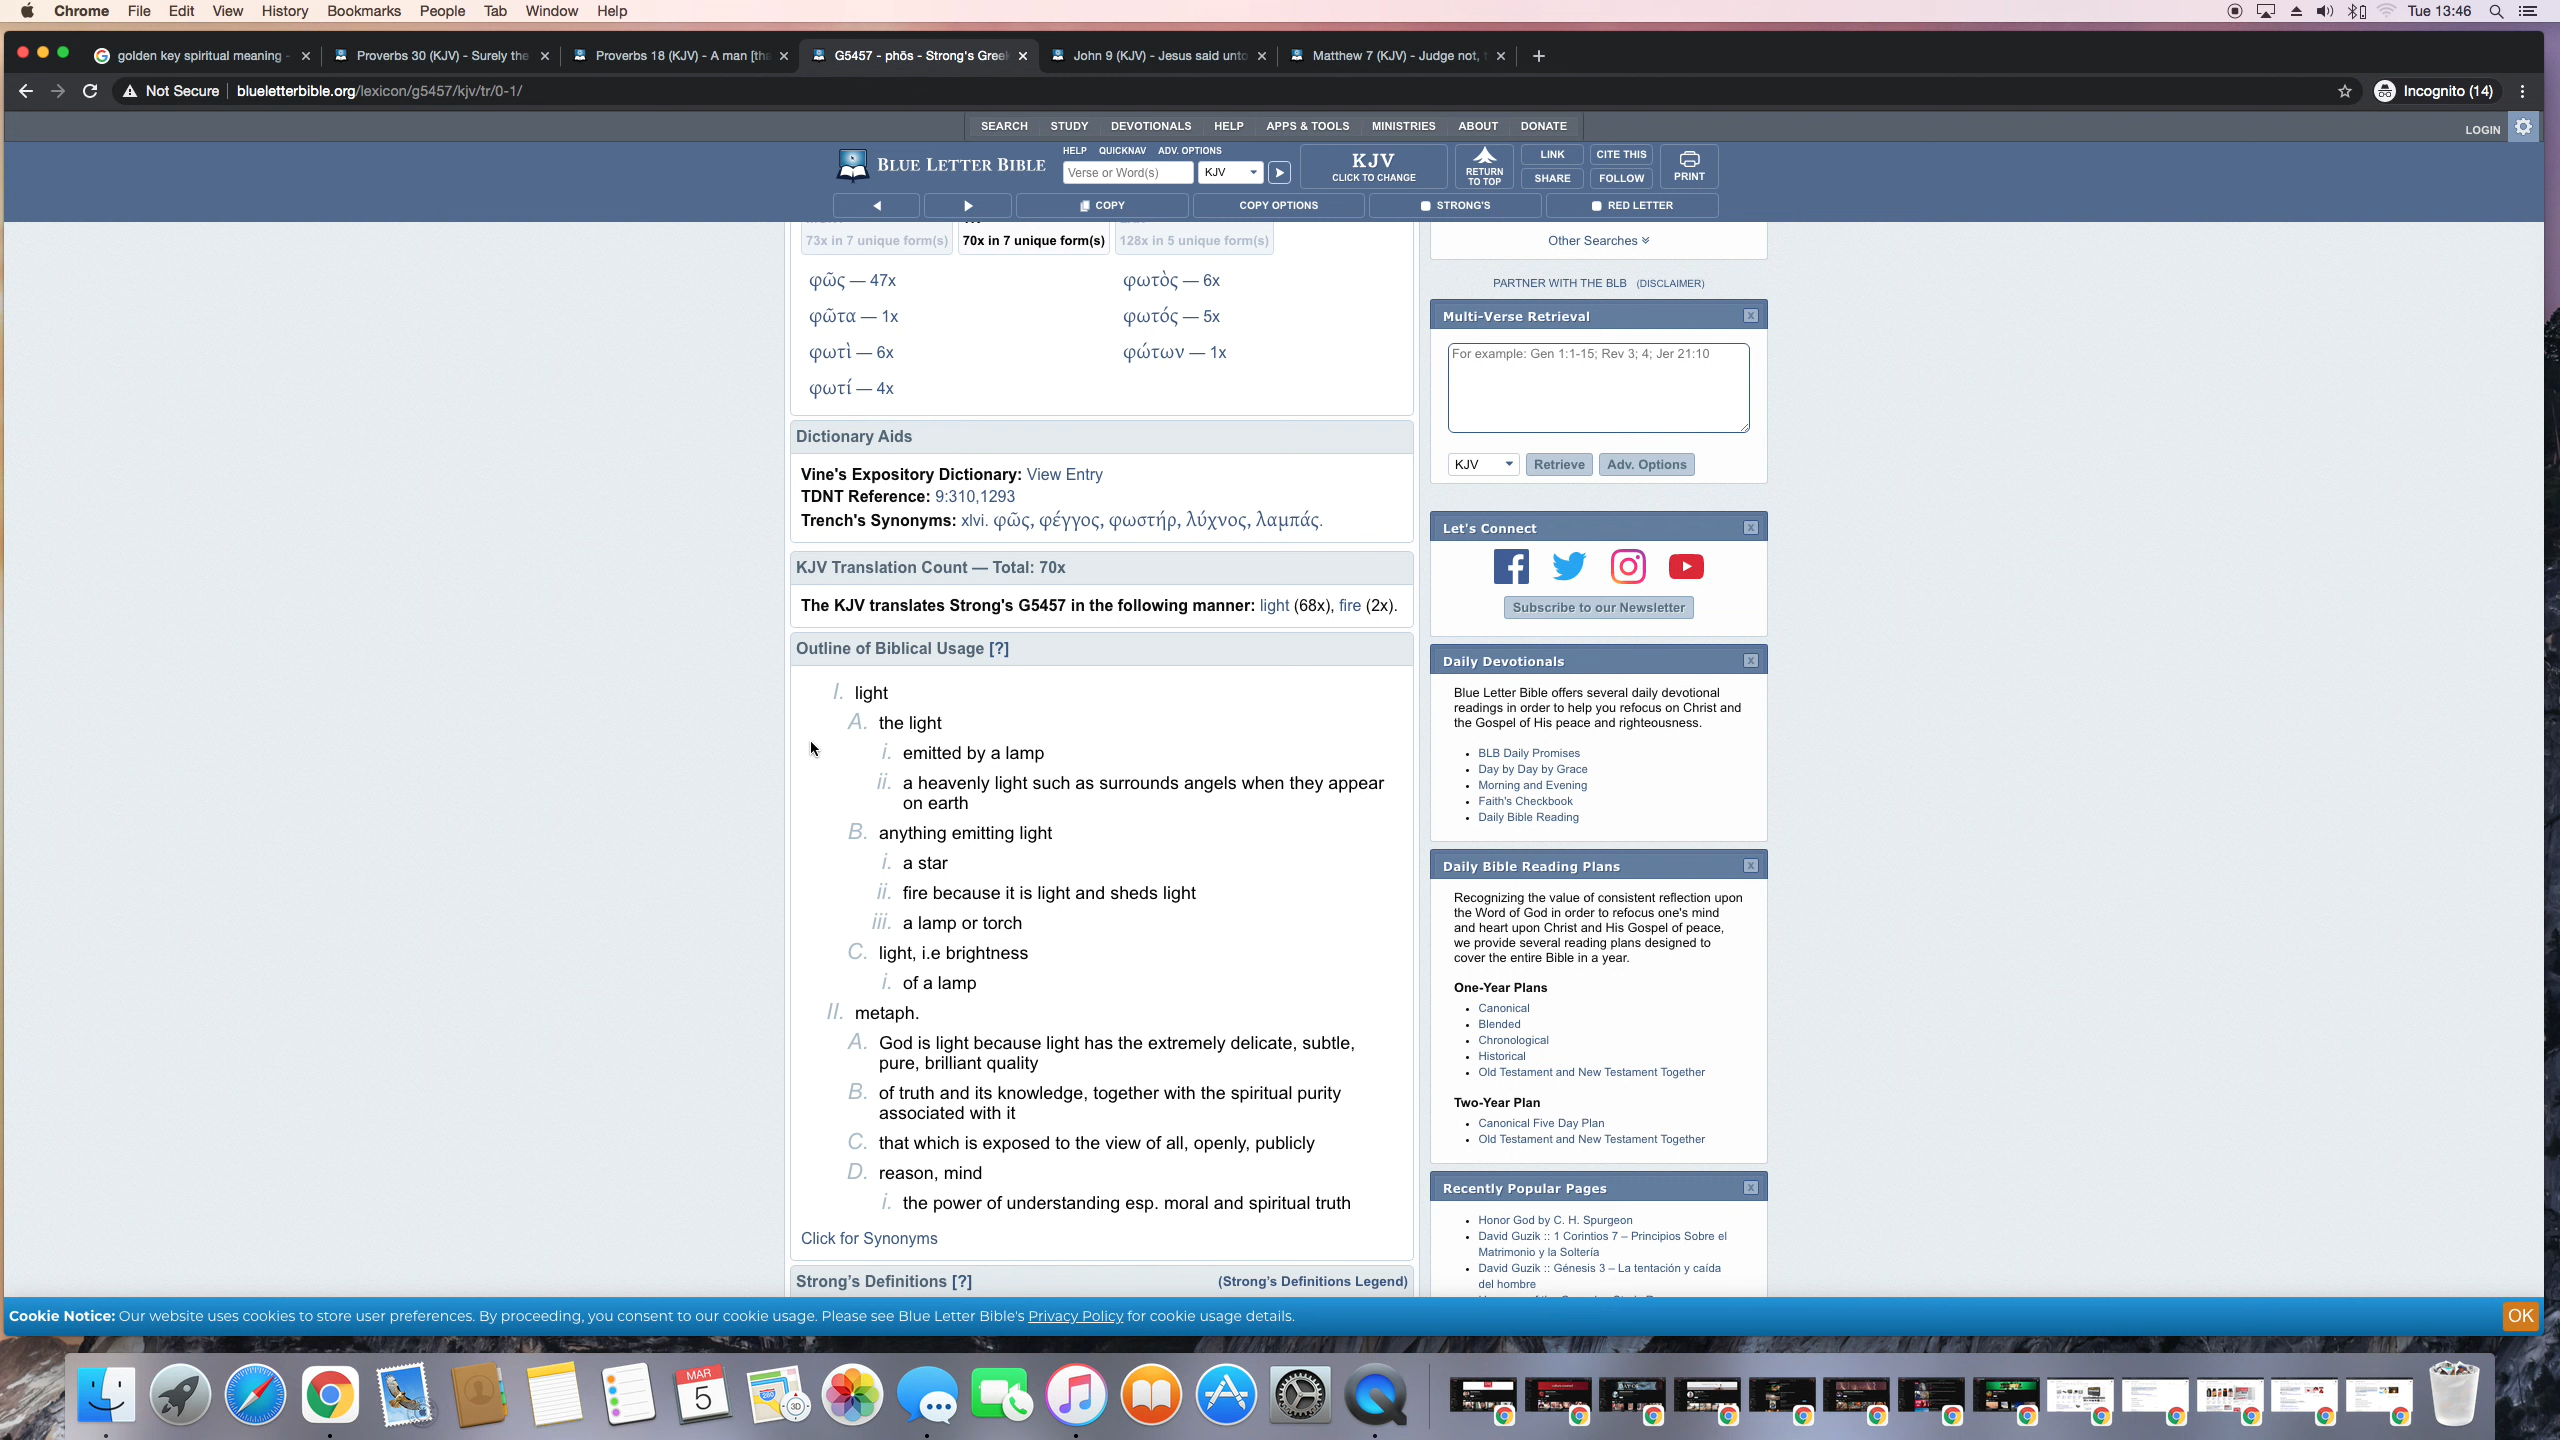 Chrome File Edit View History Bookmarks People Tab Window Help Tue 13:46
golden key spiritual meaning - Proverbs 30 (KJV) - Surely the Proverbs 18 (KJV) - A man [tha G5457 - phōs - Strong's Greek John 9 (KJV) - Jesus said unto Matthew 7 (KJV) - Judge not, t
Not Secure blueletterbible.org/lexicon/g5457/kjv/tr/0-1/ Incognito (14)
SEARCH STUDY DEVOTIONALS HELP APPS & TOOLS MINISTRIES ABOUT DONATE LOGIN
HELP QUICKNAV ADV. OPTIONS
BLUE LETTER BIBLE Verse or Word(s) KJV
KJV
CLICK TO CHANGE
RETURN
TO TOP
LINK CITE THIS
SHARE FOLLOW
PRINT
COPY COPY OPTIONS STRONG'S RED LETTER
73x in 7 unique form(s) 70x in 7 unique form(s) 128x in 5 unique form(s)
φῶς — 47x φωτὸς — 6x
φῶτα — 1x φωτός — 5x
φωτὶ — 6x φώτων — 1x
φωτί — 4x
Dictionary Aids
Vine's Expository Dictionary: View Entry
TDNT Reference: 9:310,1293
Trench's Synonyms: xlvi. φῶς, φέγγος, φωστήρ, λύχνος, λαμπάς.
KJV Translation Count — Total: 70x
The KJV translates Strong's G5457 in the following manner: light (68x), fire (2x).
Outline of Biblical Usage [?]
I. light
A. the light
i. emitted by a lamp
ii. a heavenly light such as surrounds angels when they appear
on earth
B. anything emitting light
i. a star
ii. fire because it is light and sheds light
iii. a lamp or torch
C. light, i.e brightness
i. of a lamp
II. metaph.
A. God is light because light has the extremely delicate, subtle,
pure, brilliant quality
B. of truth and its knowledge, together with the spiritual purity
associated with it
C. that which is exposed to the view of all, openly, publicly
D. reason, mind
i. the power of understanding esp. moral and spiritual truth
Click for Synonyms
Strong's Definitions [?] (Strong's Definitions Legend)
Other Searches
PARTNER WITH THE BLB (DISCLAIMER)
Multi-Verse Retrieval
For example: Gen 1:1-15; Rev 3; 4; Jer 21:10
KJV Retrieve Adv. Options
Let's Connect
Subscribe to our Newsletter
Daily Devotionals
Blue Letter Bible offers several daily devotional
readings in order to help you refocus on Christ and
the Gospel of His peace and righteousness.
• BLB Daily Promises
• Day by Day by Grace
• Morning and Evening
• Faith's Checkbook
• Daily Bible Reading
Daily Bible Reading Plans
Recognizing the value of consistent reflection upon
the Word of God in order to refocus one's mind
and heart upon Christ and His Gospel of peace,
we provide several reading plans designed to
cover the entire Bible in a year.
One-Year Plans
• Canonical
• Blended
• Chronological
• Historical
• Old Testament and New Testament Together
Two-Year Plan
• Canonical Five Day Plan
• Old Testament and New Testament Together
Recently Popular Pages
• Honor God by C. H. Spurgeon
• David Guzik :: 1 Corintios 7 – Principios Sobre el
Matrimonio y la Soltería
• David Guzik :: Génesis 3 – La tentación y caída
del hombre
Cookie Notice: Our website uses cookies to store user preferences. By proceeding, you consent to our cookie usage. Please see Blue Letter Bible's Privacy Policy for cookie usage details. OK
MAR
5
3D